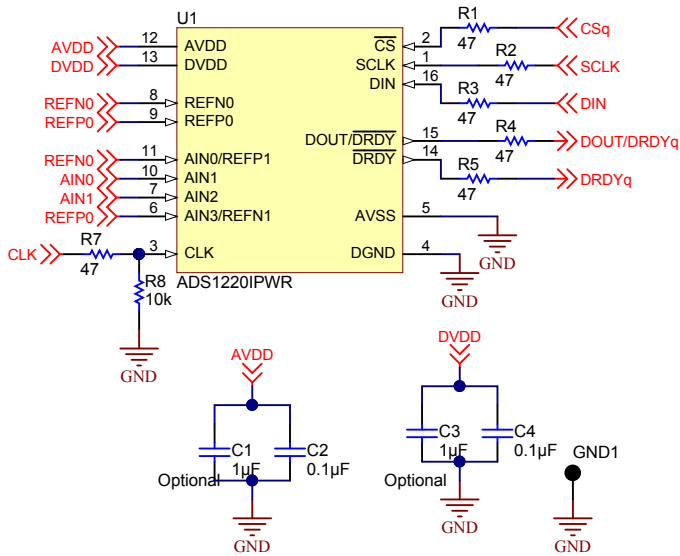 U1
AVDD 12 AVDD CS 2 R1 47 CSq
DVDD 13 DVDD SCLK 1 R2 47 SCLK
DIN 16 R3 47 DIN
REFN0 8 REFN0
REFP0 9 REFP0
DOUT/DRDY 15 R4 47 DOUT/DRDYq
REFN0 11 AIN0/REFP1 DRDY 14 R5 47 DRDYq
AIN0 10 AIN1
AIN1 7 AIN2
REFP0 6 AIN3/REFN1 AVSS 5 GND
CLK R7 47 3 CLK DGND 4 GND
R8
10k
GND
ADS1220IPWR
AVDD
C1
1µF
Optional
C2
0.1µF
GND
DVDD
C3
1µF
Optional
C4
0.1µF
GND
GND1
GND